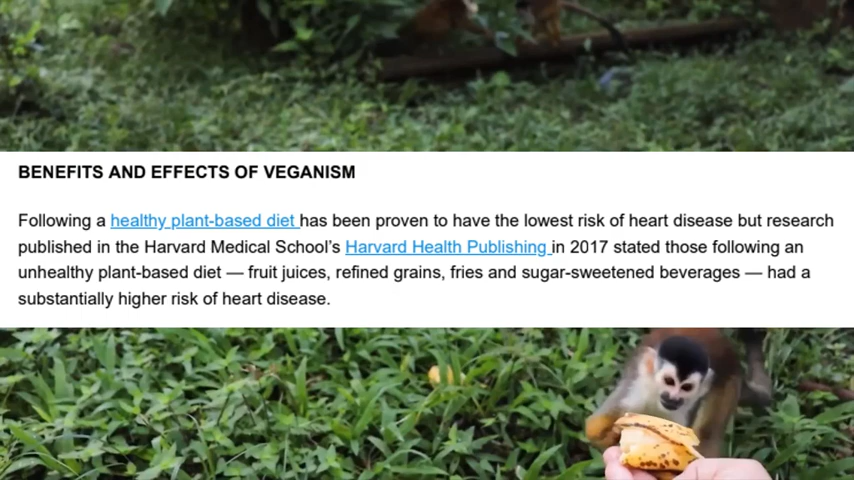 BENEFITS AND EFFECTS OF VEGANISM
Following a healthy plant-based diet has been proven to have the lowest risk of heart disease but research
published in the Harvard Medical School’s Harvard Health Publishing in 2017 stated those following an
unhealthy plant-based diet — fruit juices, refined grains, fries and sugar-sweetened beverages — had a
substantially higher risk of heart disease.